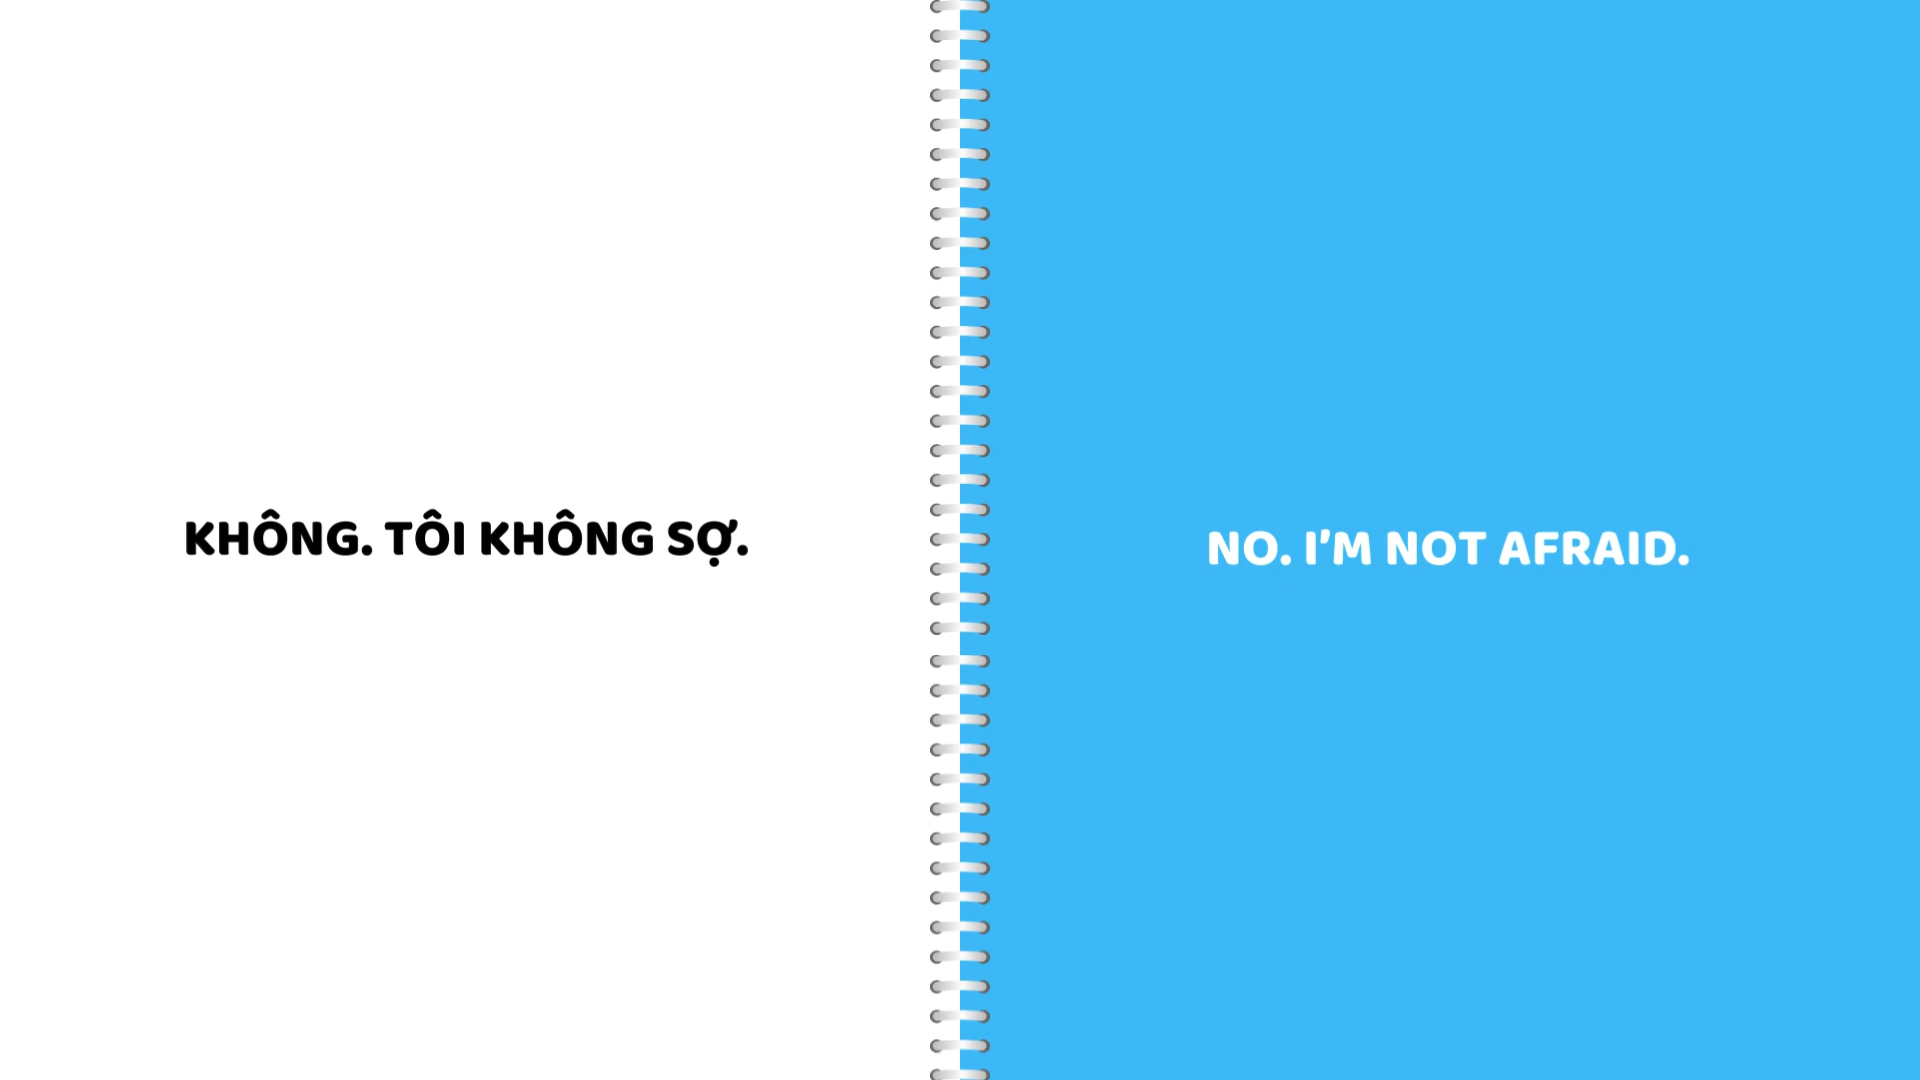 KHÔNG. TÔI KHÔNG SỢ.
NO. I'M NOT AFRAID.